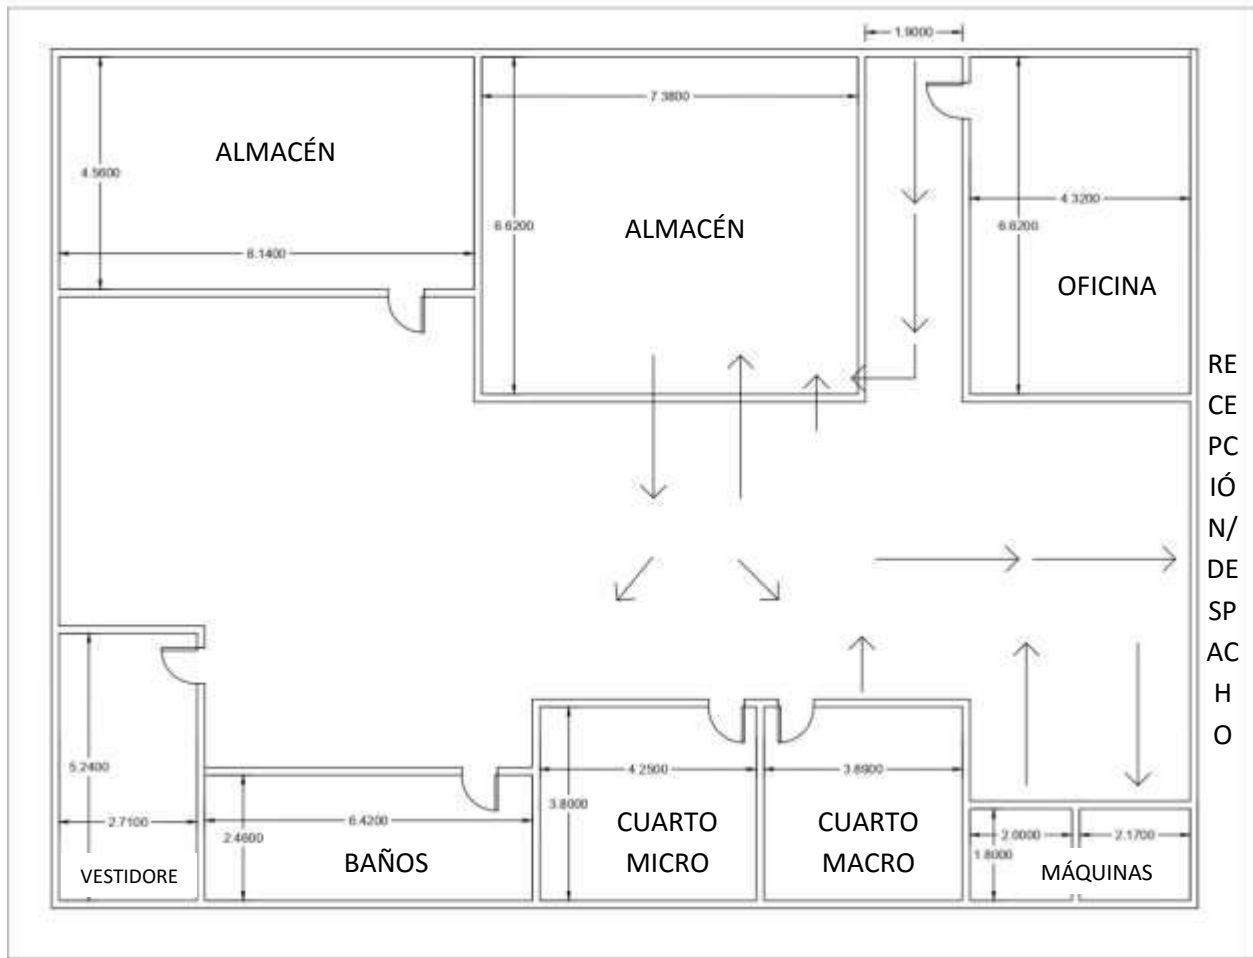 1.9000
7.3800
ALMACÉN
4.5600
4.3200
6.6200
ALMACÉN
6.6200
8.1400
OFICINA
RE
CE
PC
IÓ
N/
DE
SP
AC
H
O
5.2400
4.2500
3.8900
3.8000
2.7100
6.4200
2.4600
CUARTO
MICRO
CUARTO
MACRO
2.0000
2.1700
1.8000
BAÑOS
VESTIDORE
MÁQUINAS